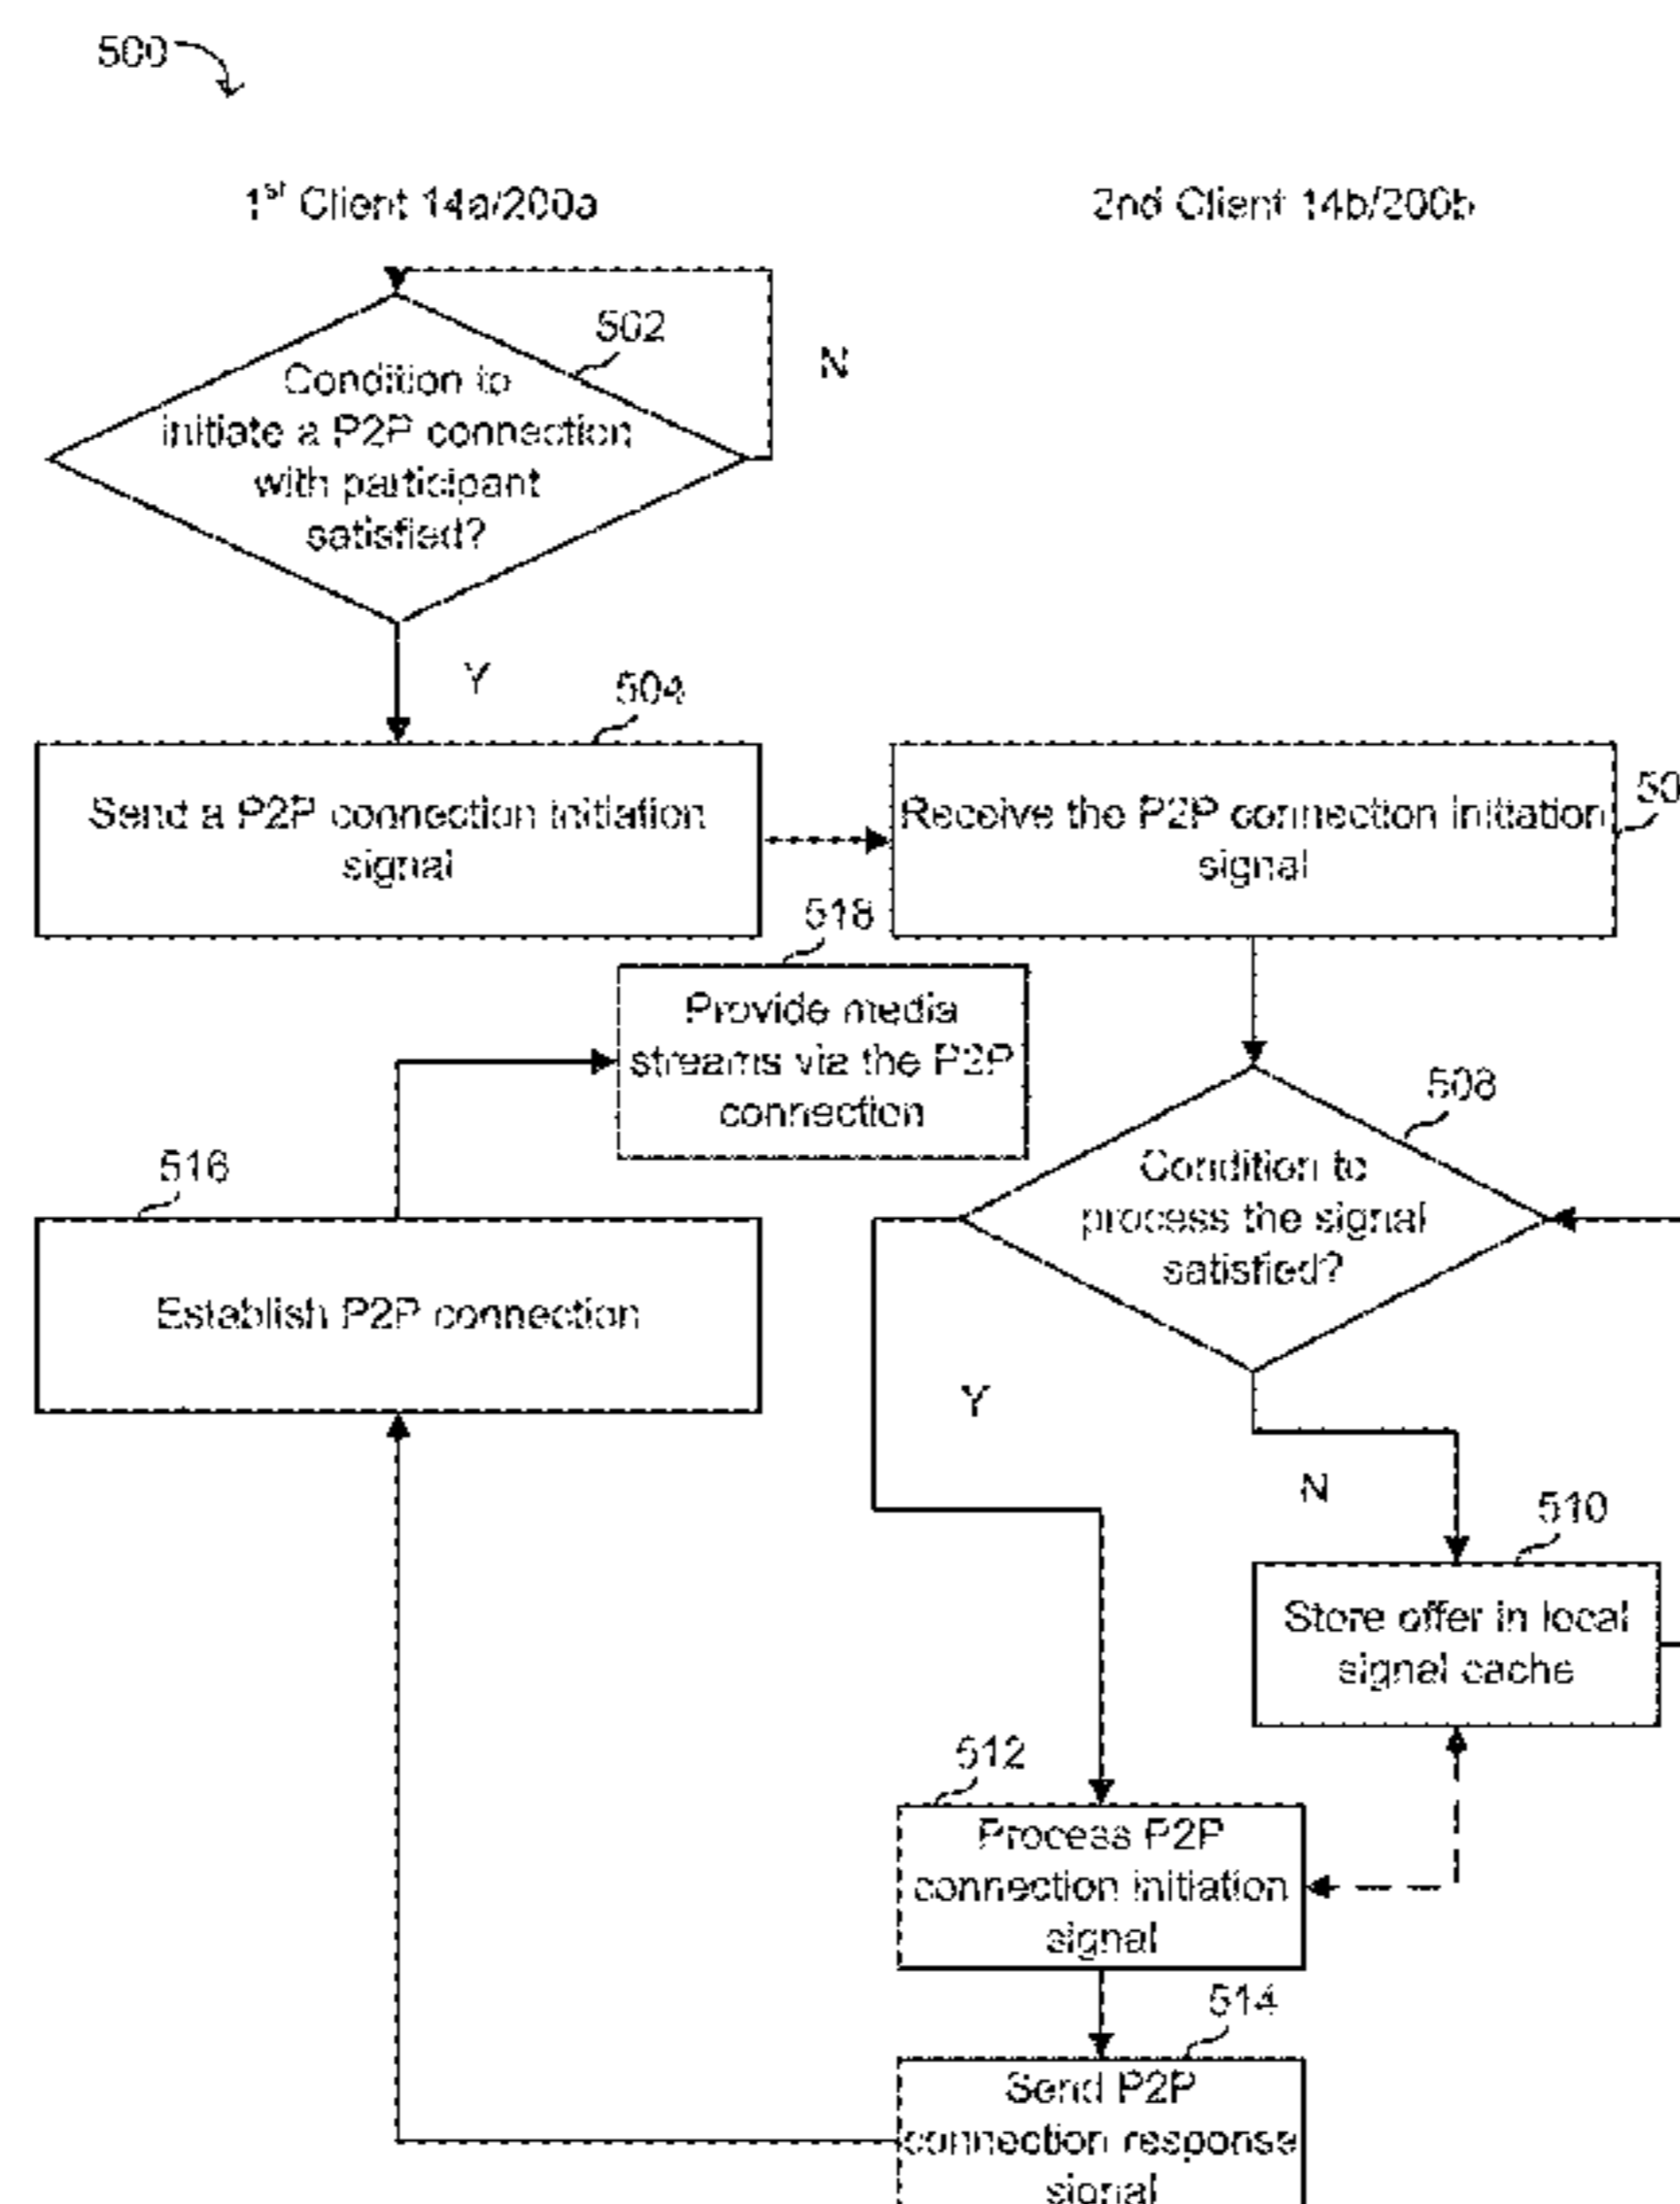 500
1st Client 14a/200a
2nd Client 14b/200b
502
Condition to
initiate a P2P connection
with participant
satisfied?
N
Y
504
Send a P2P connection initiation
signal
50
Receive the P2P connection initiation
signal
518
Provide media
streams via the P2P
connection
508
Condition to
process the signal
satisfied?
516
Establish P2P connection
Y
N
510
Store offer in local
signal cache
512
Process P2P
connection initiation
signal
514
Send P2P
connection response
signal